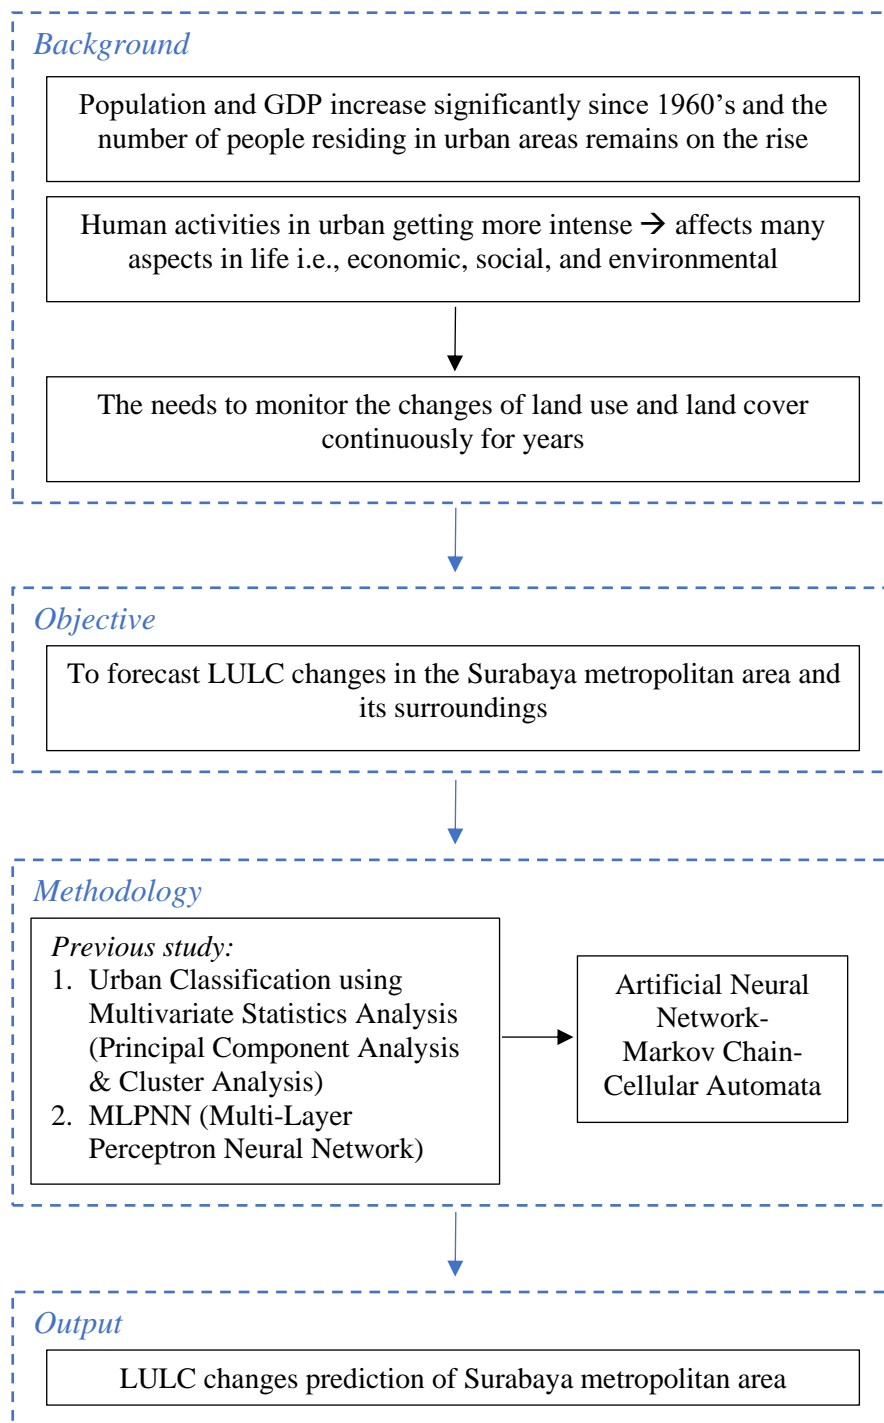 Background
Population and GDP increase significantly since 1960’s and the
number of people residing in urban areas remains on the rise
Human activities in urban getting more intense → affects many
aspects in life i.e., economic, social, and environmental
The needs to monitor the changes of land use and land cover
continuously for years
Objective
To forecast LULC changes in the Surabaya metropolitan area and
its surroundings
Methodology
Previous study:
1. Urban Classification using
Multivariate Statistics Analysis
(Principal Component Analysis
& Cluster Analysis)
2. MLPNN (Multi-Layer
Perceptron Neural Network)
Artificial Neural
Network-
Markov Chain-
Cellular Automata
Output
LULC changes prediction of Surabaya metropolitan area